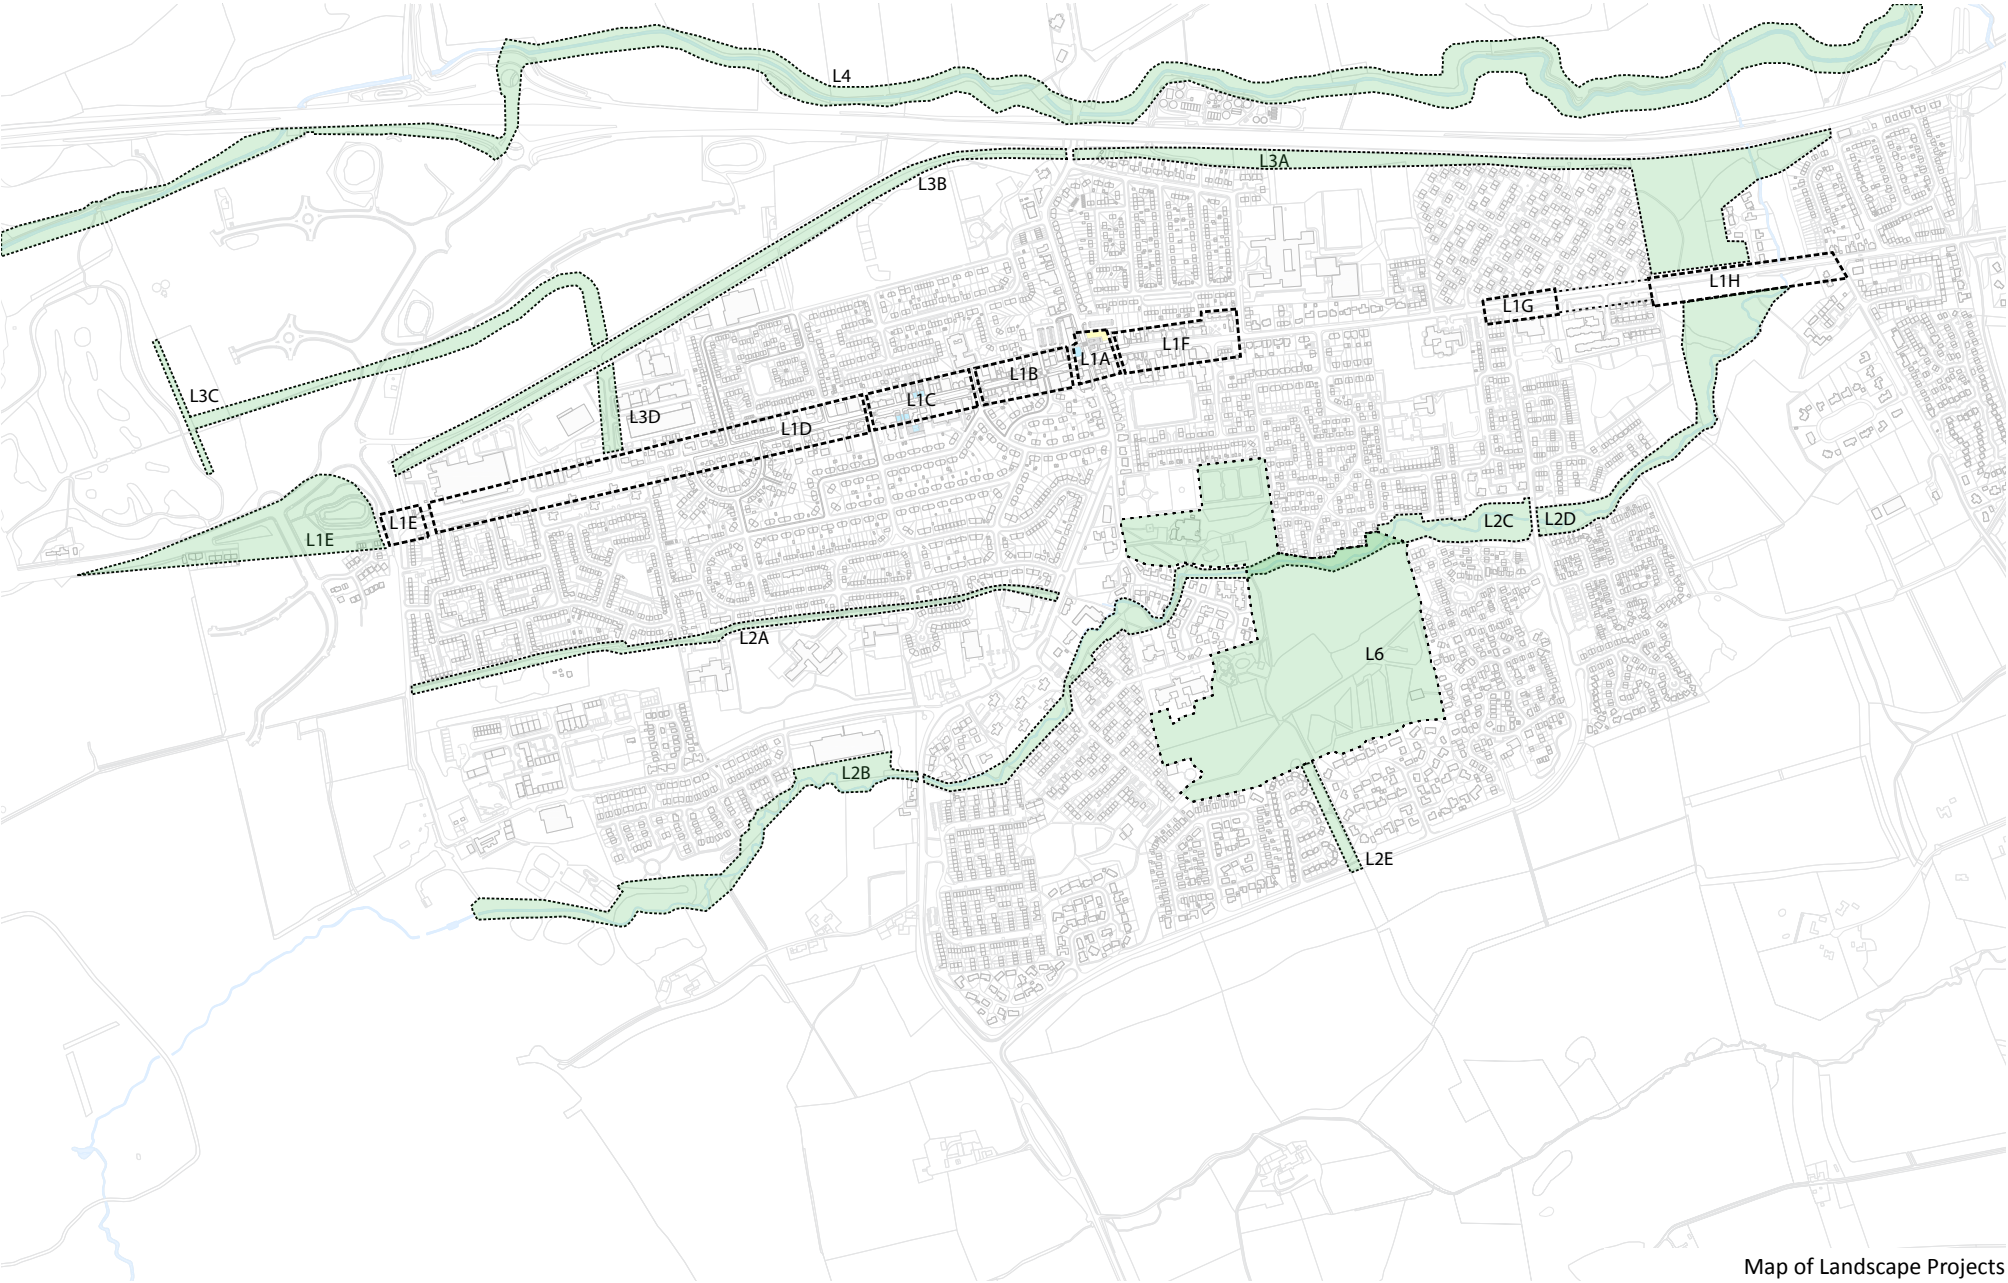 L4
L3A
L3B
L1H
L1G
L1F
L1A
L1B
L3C
L1C
L3D
L1D
L1E
L2C
L2D
L1E
L2A
L6
L2B
L2E
Map of Landscape Projects